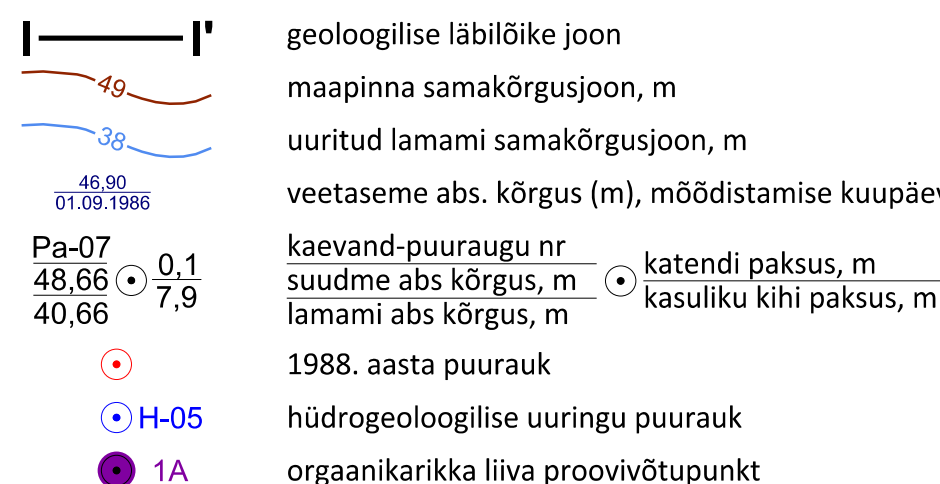 I I' geoloogilise läbilõike joon
49 maapinna samakõrgusjoon, m
38 uuritud lamami samakõrgusjoon, m
46,90
01.09.1986
veetaseme abs. kõrgus (m), mõõdistamise kuupäev
Pa-07
48,66
40,66
0,1
7,9
kaevand-puuraugu nr
suudme abs kõrgus, m
lamami abs kõrgus, m
katendi paksus, m
kasuliku kihi paksus, m
1988. aasta puurauk
H-05 hüdrogeoloogilise uuringu puurauk
1A orgaanikarikka liiva proovivõtupunkt